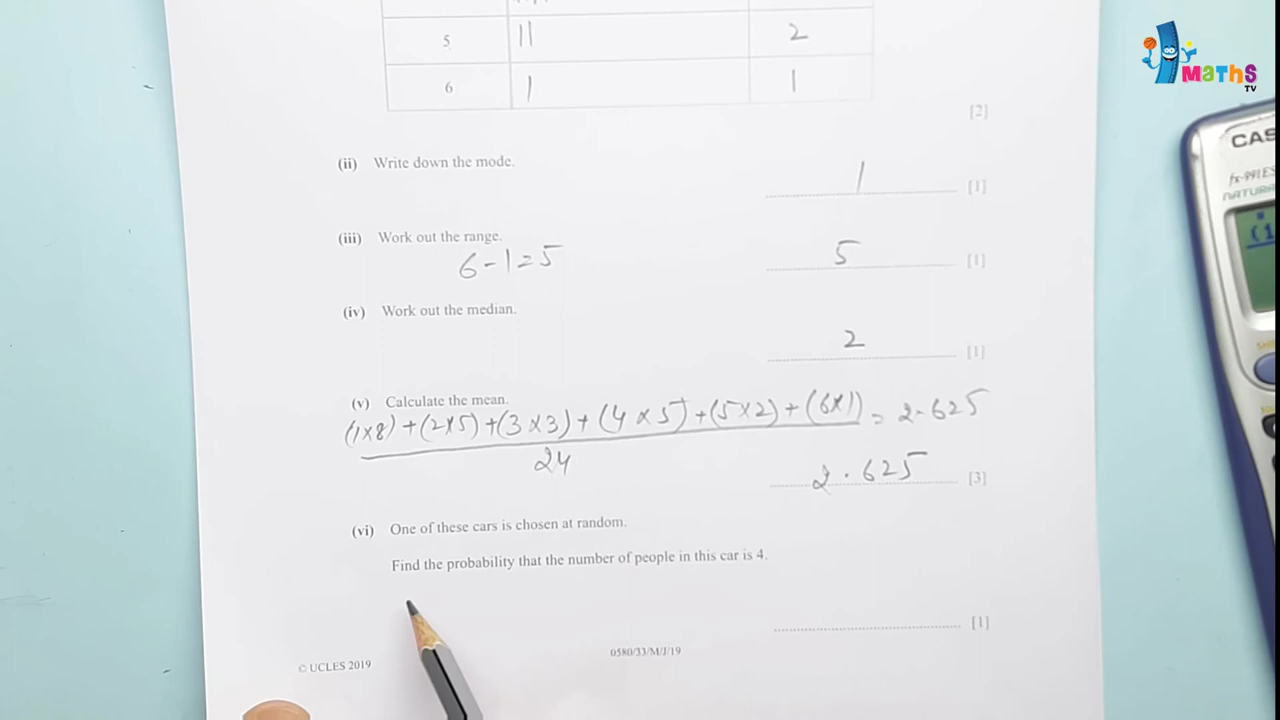 5 || 2
6 | 1
[2]
(ii) Write down the mode.
1 [1]
(iii) Work out the range.
6-1=5
5 [1]
(iv) Work out the median.
2 [1]
(v) Calculate the mean.
(1×8)+(2×5)+(3×3)+(4×5)+(5×2)+(6×1) = 2.625
24
2.625 [3]
(vi) One of these cars is chosen at random.
Find the probability that the number of people in this car is 4.
[1]
© UCLES 2019
0580/33/M/J/19
MaTHS
TV
CAS
fx-991ES
NATURA
(1